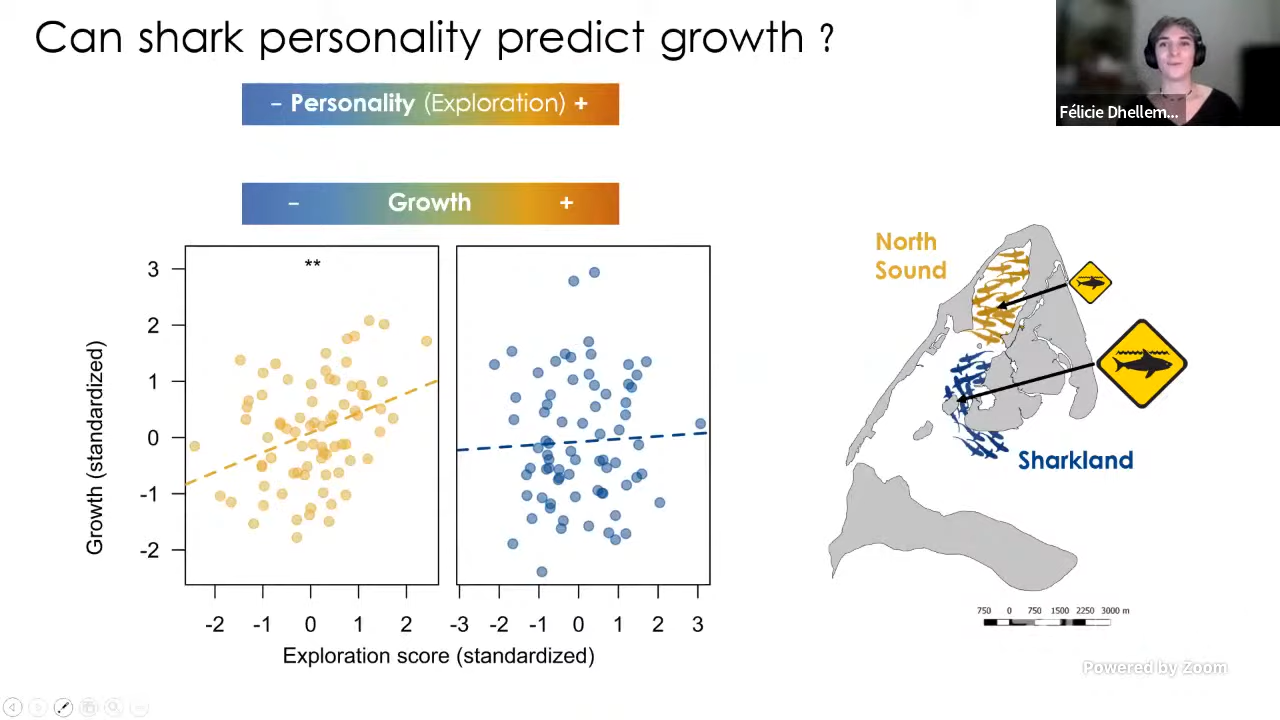 Can shark personality predict growth ?
– Personality (Exploration) +
Félicie Dhellem...
– Growth +
North
Sound
Sharkland
**
3
2
1
0
-1
-2
Growth (standardized)
-2 -1 0 1 2
-3 -2 -1 0 1 2 3
Exploration score (standardized)
750 0 750 1500 2250 3000 m
Powered by Zoom